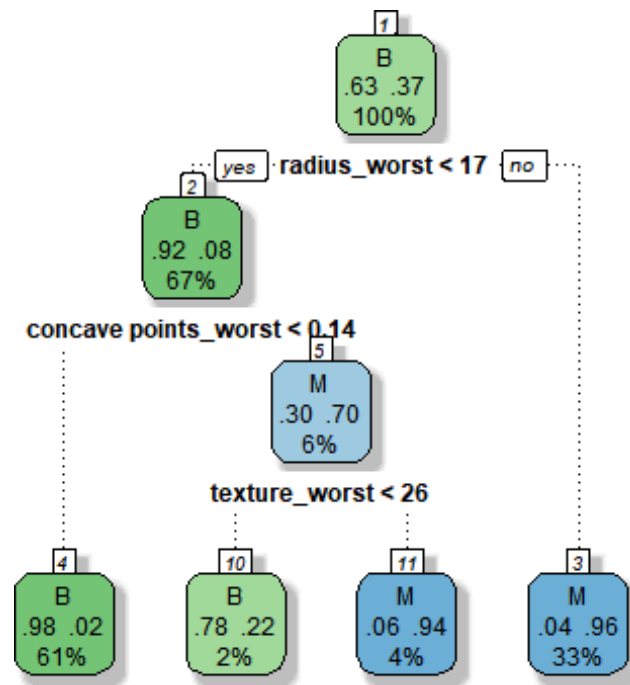 1
B
.63 .37
100%
yes radius_worst < 17 no
2
B
.92 .08
67%
concave points_worst < 0.14
5
M
.30 .70
6%
texture_worst < 26
4
B
.98 .02
61%
10
B
.78 .22
2%
11
M
.06 .94
4%
3
M
.04 .96
33%